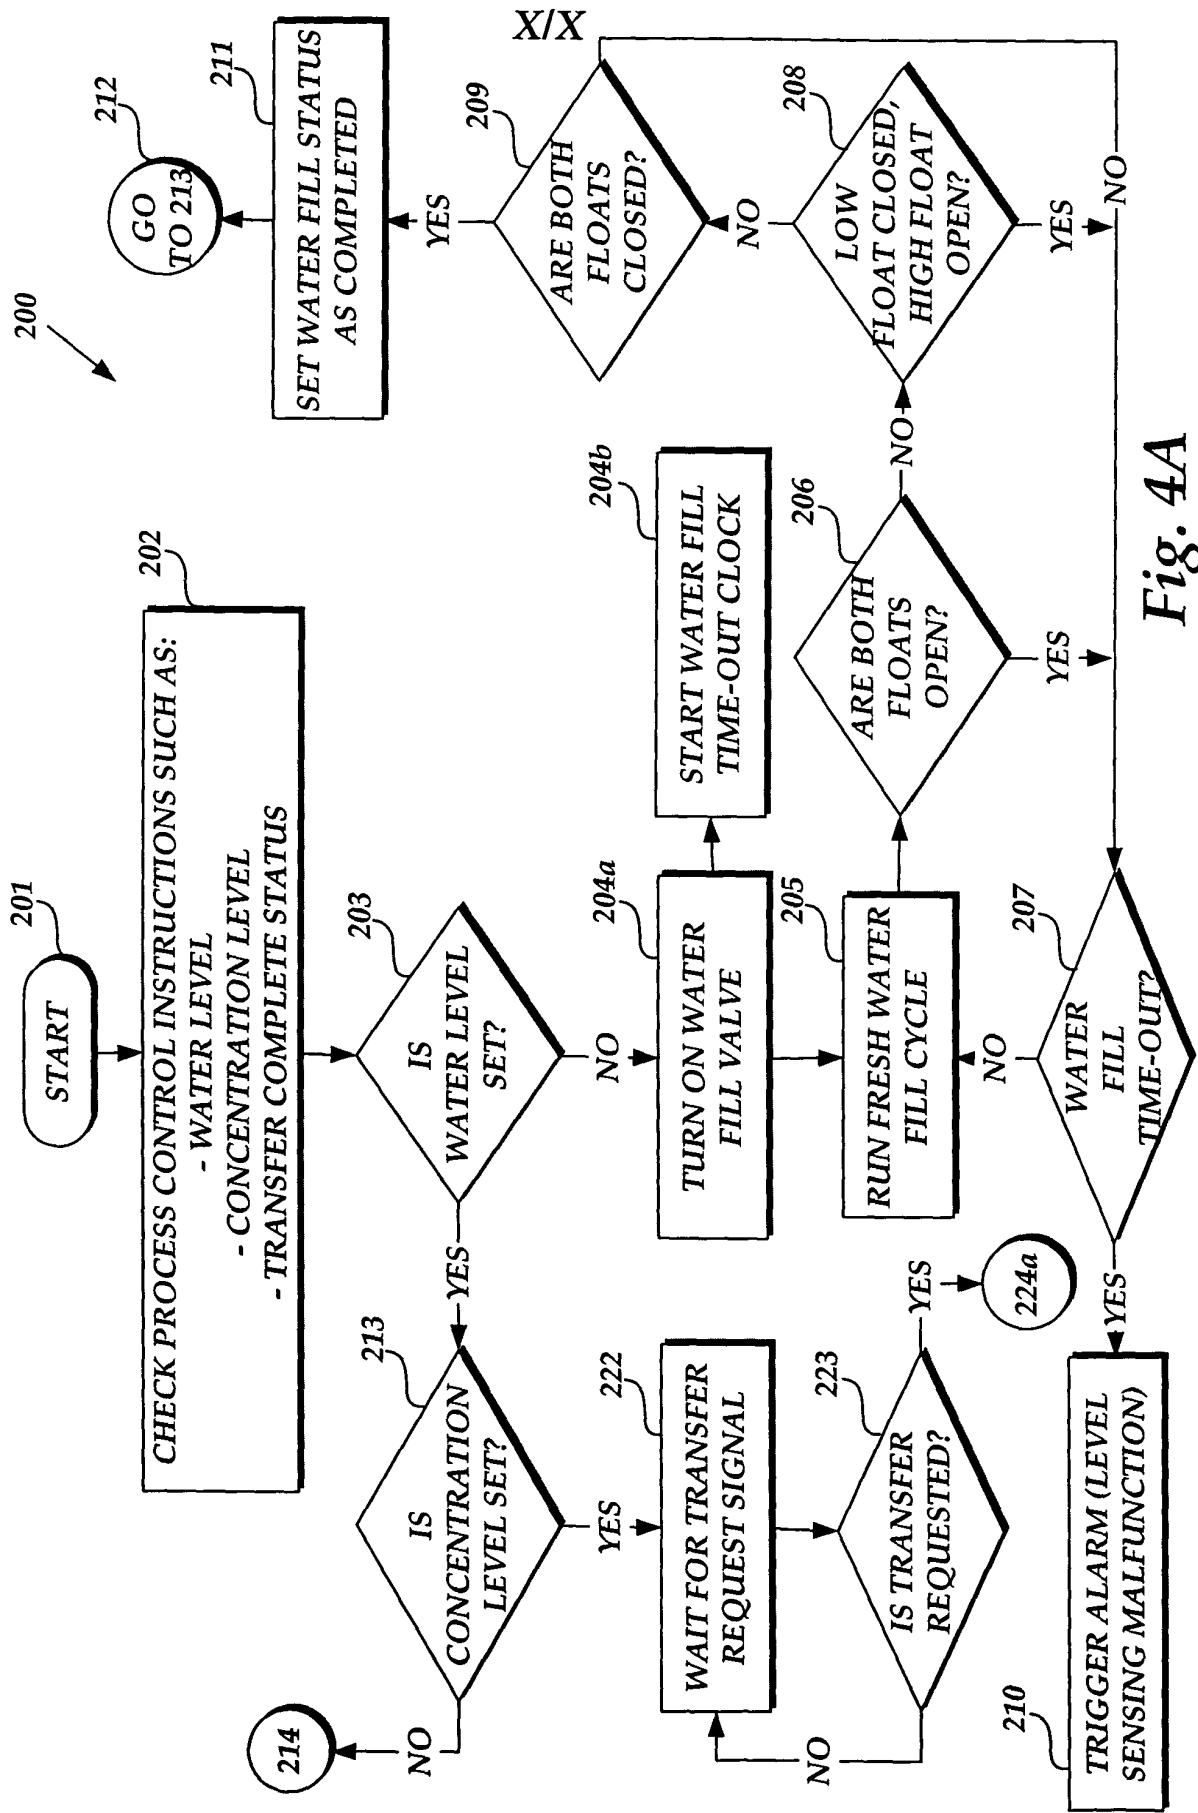 200
201
START
202
CHECK PROCESS CONTROL INSTRUCTIONS SUCH AS:
- WATER LEVEL
- CONCENTRATION LEVEL
- TRANSFER COMPLETE STATUS
212
GO
TO 213
211
SET WATER FILL STATUS
AS COMPLETED
203
IS
WATER LEVEL
SET?
YES
NO
213
IS
CONCENTRATION
LEVEL SET?
NO
214
YES
222
WAIT FOR TRANSFER
REQUEST SIGNAL
223
IS TRANSFER
REQUESTED?
NO
YES
224a
204a
TURN ON WATER
FILL VALVE
204b
START WATER FILL
TIME-OUT CLOCK
205
RUN FRESH WATER
FILL CYCLE
206
ARE BOTH
FLOATS
OPEN?
NO
YES
208
LOW
FLOAT CLOSED,
HIGH FLOAT
OPEN?
NO
YES
209
ARE BOTH
FLOATS
CLOSED?
YES
X/X
NO
207
WATER
FILL
TIME-OUT?
NO
YES
210
TRIGGER ALARM (LEVEL
SENSING MALFUNCTION)
Fig. 4A